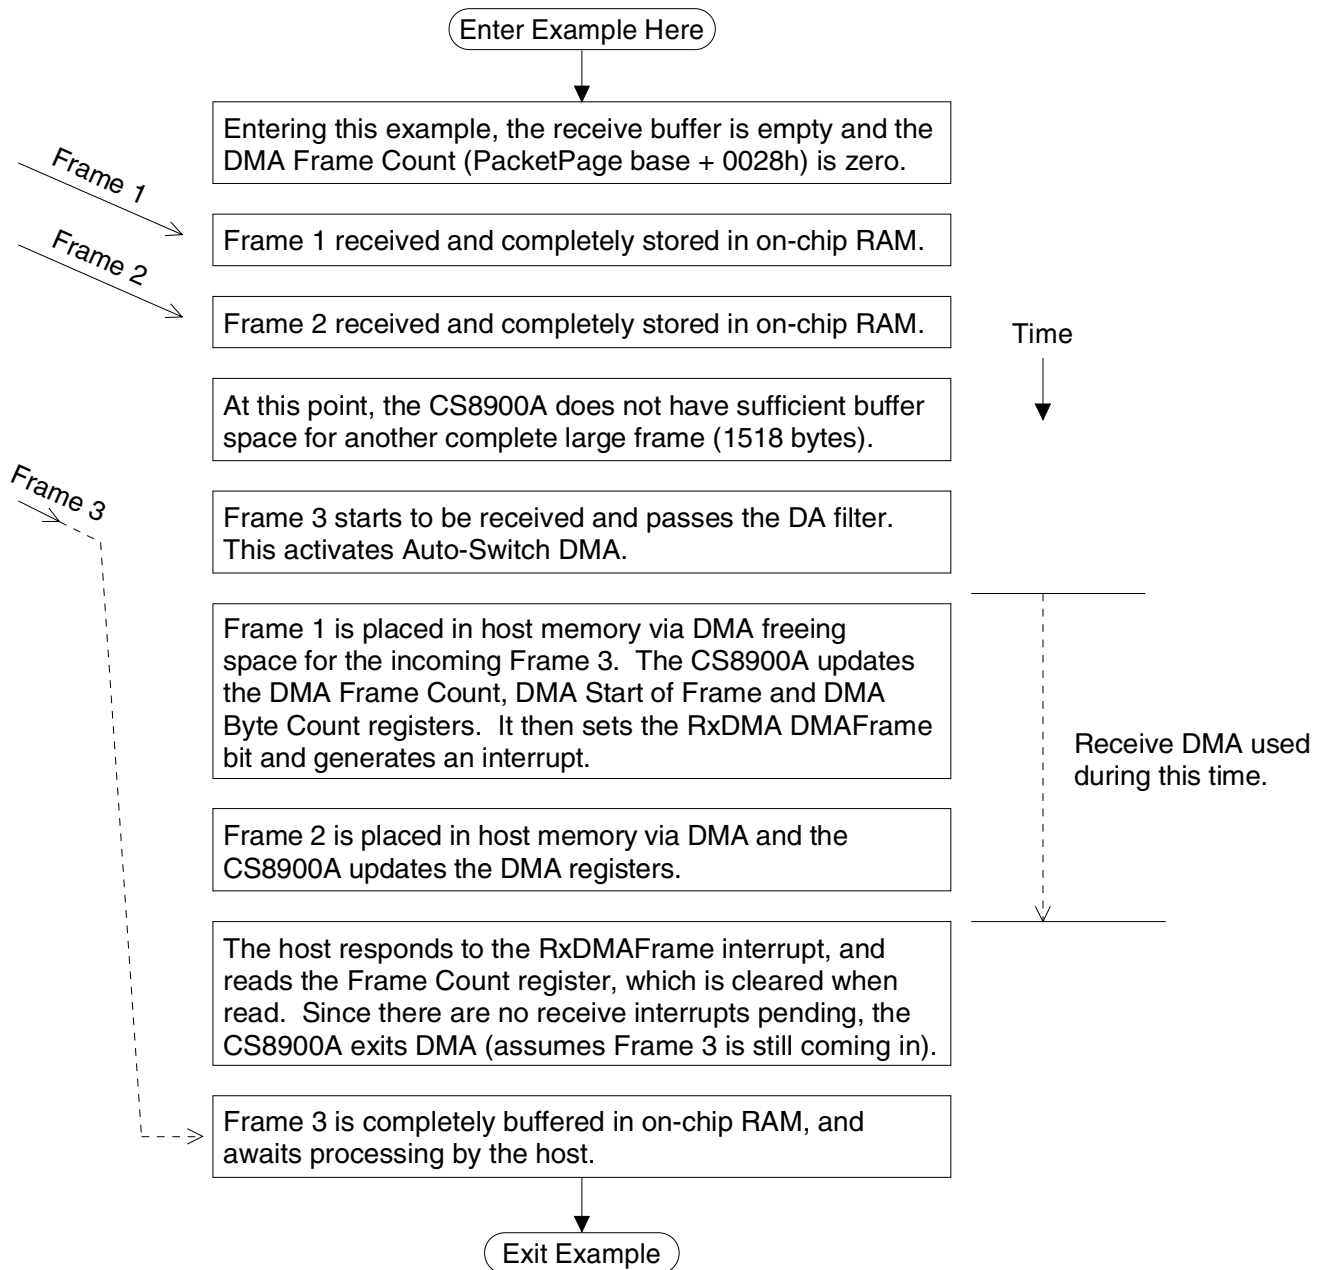 Enter Example Here
Entering this example, the receive buffer is empty and the
DMA Frame Count (PacketPage base + 0028h) is zero.
Frame 1
Frame 1 received and completely stored in on-chip RAM.
Frame 2
Frame 2 received and completely stored in on-chip RAM.
Time
At this point, the CS8900A does not have sufficient buffer
space for another complete large frame (1518 bytes).
Frame 3
Frame 3 starts to be received and passes the DA filter.
This activates Auto-Switch DMA.
Frame 1 is placed in host memory via DMA freeing
space for the incoming Frame 3. The CS8900A updates
the DMA Frame Count, DMA Start of Frame and DMA
Byte Count registers. It then sets the RxDMA DMAFrame
bit and generates an interrupt.
Receive DMA used
during this time.
Frame 2 is placed in host memory via DMA and the
CS8900A updates the DMA registers.
The host responds to the RxDMAFrame interrupt, and
reads the Frame Count register, which is cleared when
read. Since there are no receive interrupts pending, the
CS8900A exits DMA (assumes Frame 3 is still coming in).
Frame 3 is completely buffered in on-chip RAM, and
awaits processing by the host.
Exit Example